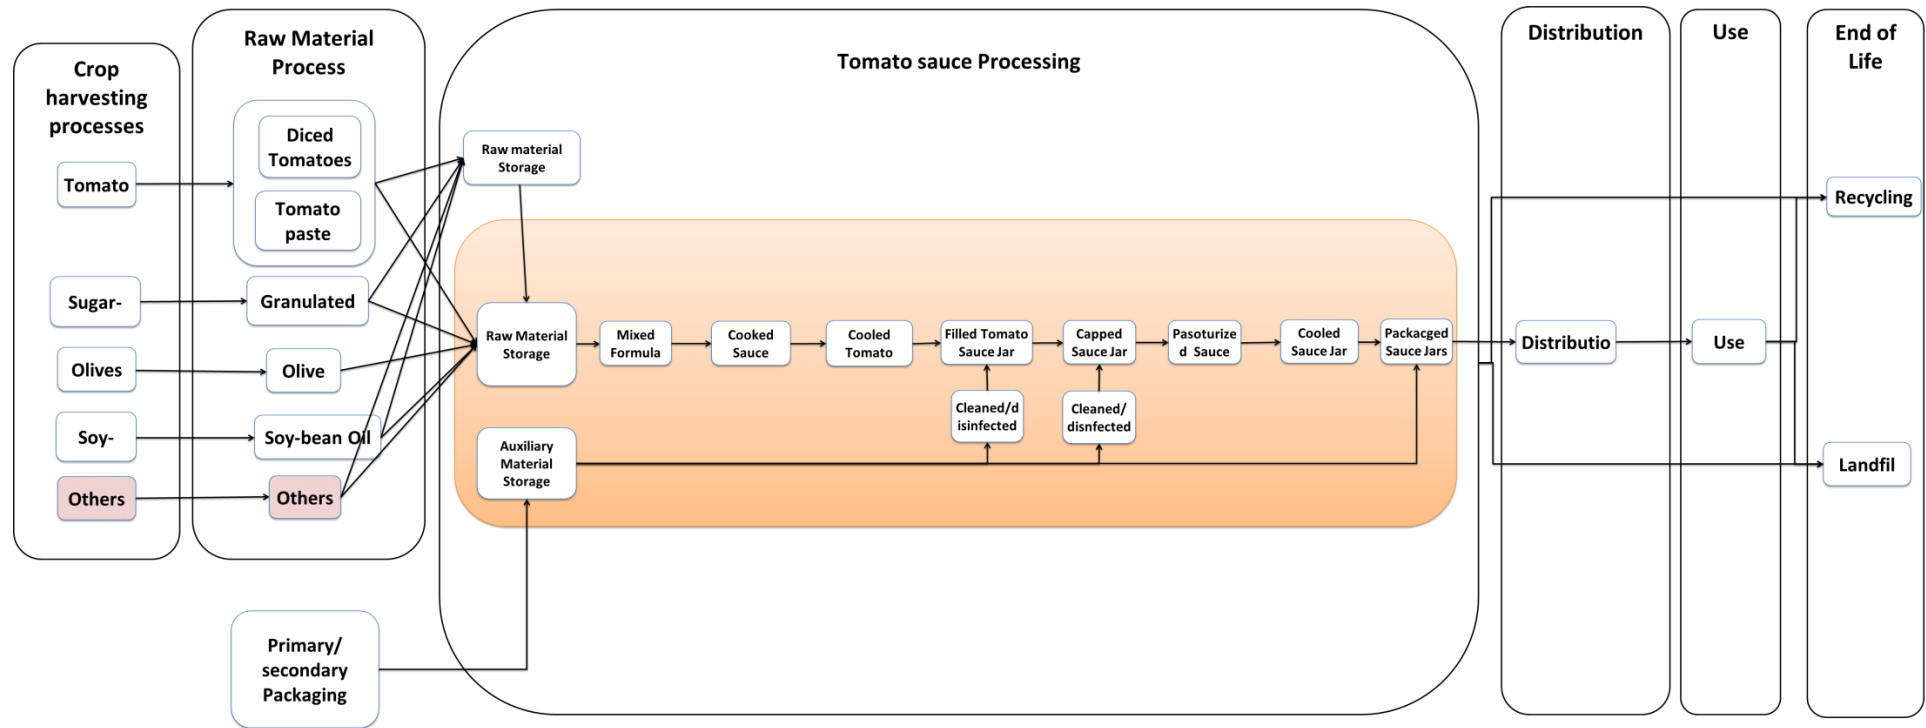 Crop
harvesting
processes
Tomato
Sugar-
Olives
Soy-
Others
Raw Material
Process
Diced
Tomatoes
Tomato
paste
Granulated
Olive
Soy-bean Oil
Others
Primary/
secondary
Packaging
Tomato sauce Processing
Raw material
Storage
Raw Material
Storage
Mixed
Formula
Cooked
Sauce
Cooled
Tomato
Filled Tomato
Sauce Jar
Capped
Sauce Jar
Pasoturize
d Sauce
Cooled
Sauce Jar
Packacged
Sauce Jars
Cleaned/d
isinfected
Cleaned/
disnfected
Auxiliary
Material
Storage
Distribution
Distributio
Use
Use
End of
Life
Recycling
Landfil